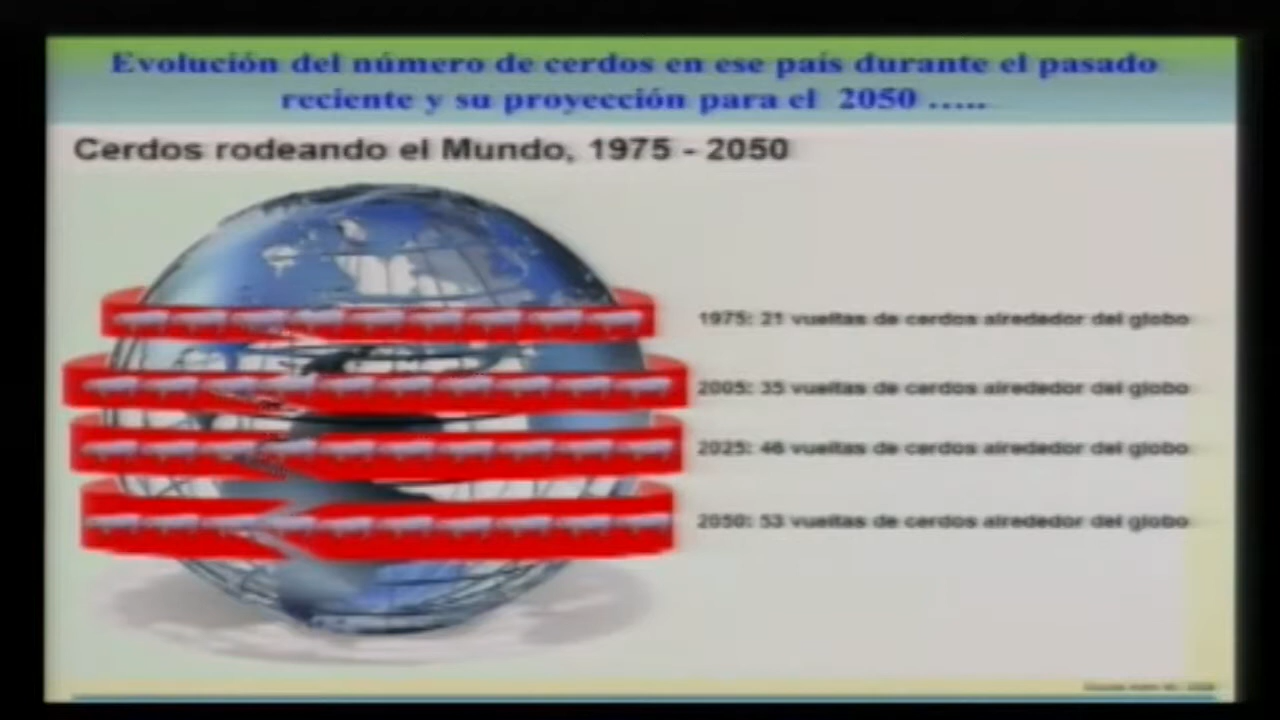 Evolución del número de cerdos en ese país durante el pasado
reciente y su proyección para el 2050 .....
Cerdos rodeando el Mundo, 1975 - 2050
1975: 21 vueltas de cerdos alrededor del globo
2005: 35 vueltas de cerdos alrededor del globo
2025: 46 vueltas de cerdos alrededor del globo
2050: 53 vueltas de cerdos alrededor del globo